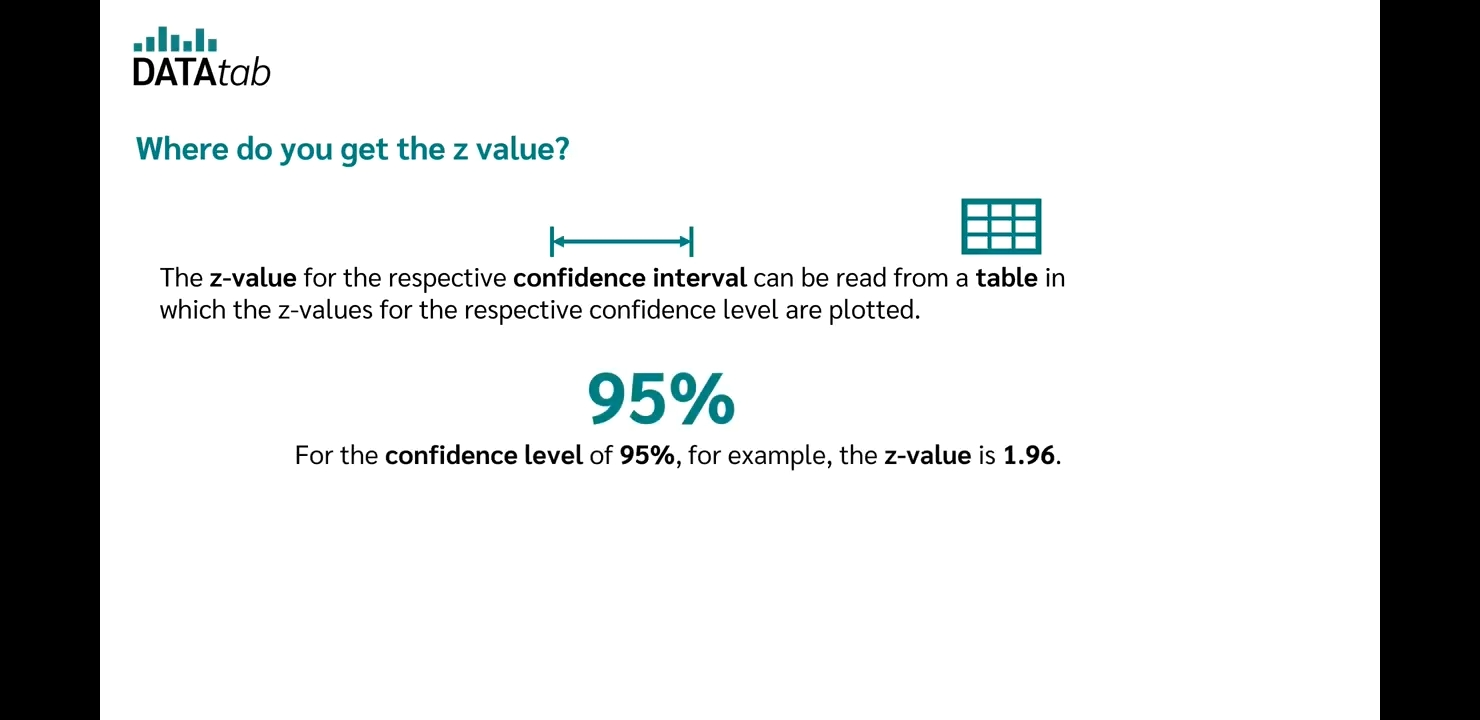 DATAtab
Where do you get the z value?
The z-value for the respective confidence interval can be read from a table in
which the z-values for the respective confidence level are plotted.
95%
For the confidence level of 95%, for example, the z-value is 1.96.